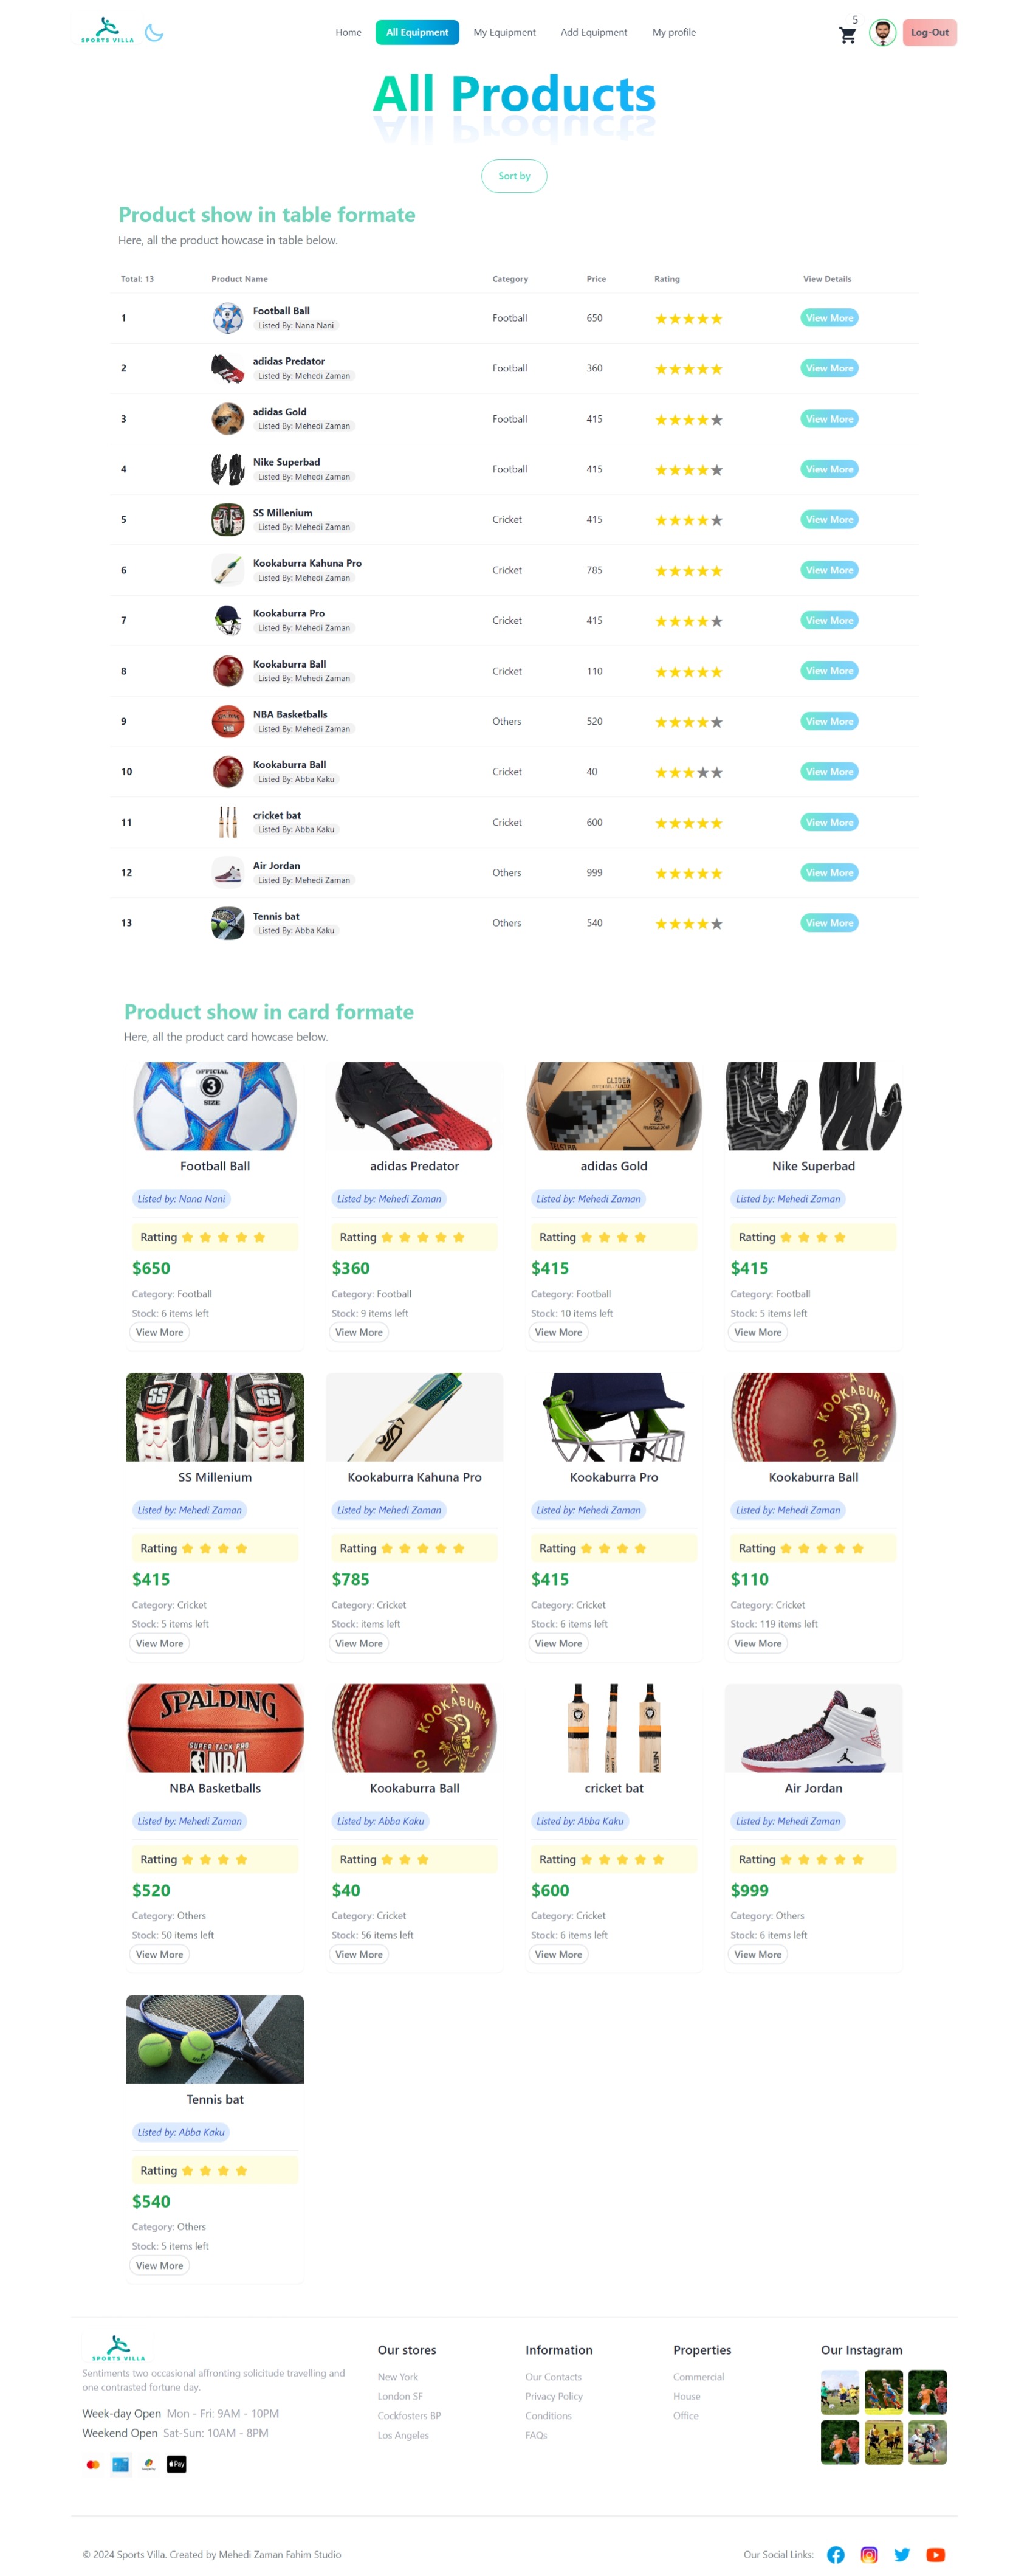 SPORTS VILLA
Home All Equipment My Equipment Add Equipment My profile 5 Log-Out
All Products
Sort by
Product show in table formate
Here, all the product howcase in table below.
Total: 13 Product Name Category Price Rating View Details
1 Football Ball Listed By: Nana Nani Football 650 View More
2 adidas Predator Listed By: Mehedi Zaman Football 360 View More
3 adidas Gold Listed By: Mehedi Zaman Football 415 View More
4 Nike Superbad Listed By: Mehedi Zaman Football 415 View More
5 SS Millenium Listed By: Mehedi Zaman Cricket 415 View More
6 Kookaburra Kahuna Pro Listed By: Mehedi Zaman Cricket 785 View More
7 Kookaburra Pro Listed By: Mehedi Zaman Cricket 415 View More
8 Kookaburra Ball Listed By: Mehedi Zaman Cricket 110 View More
9 NBA Basketballs Listed By: Mehedi Zaman Others 520 View More
10 Kookaburra Ball Listed By: Abba Kaku Cricket 40 View More
11 cricket bat Listed By: Abba Kaku Cricket 600 View More
12 Air Jordan Listed By: Mehedi Zaman Others 999 View More
13 Tennis bat Listed By: Abba Kaku Others 540 View More
Product show in card formate
Here, all the product card howcase below.
OFFICIAL
3
SIZE
GLIDER
TELSTAR
Football Ball adidas Predator adidas Gold Nike Superbad
Listed by: Nana Nani Listed by: Mehedi Zaman Listed by: Mehedi Zaman Listed by: Mehedi Zaman
Ratting Ratting Ratting Ratting
$650 $360 $415 $415
Category: Football Category: Football Category: Football Category: Football
Stock: 6 items left Stock: 9 items left Stock: 10 items left Stock: 5 items left
View More View More View More View More
SS SS
KOOKABURRA
SS Millenium Kookaburra Kahuna Pro Kookaburra Pro Kookaburra Ball
Listed by: Mehedi Zaman Listed by: Mehedi Zaman Listed by: Mehedi Zaman Listed by: Mehedi Zaman
Ratting Ratting Ratting Ratting
$415 $785 $415 $110
Category: Cricket Category: Cricket Category: Cricket Category: Cricket
Stock: 5 items left Stock: items left Stock: 6 items left Stock: 119 items left
View More View More View More View More
SPALDING
SUPER TACK PRO
NBA
KOOKABURRA
NEW
NBA Basketballs Kookaburra Ball cricket bat Air Jordan
Listed by: Mehedi Zaman Listed by: Abba Kaku Listed by: Abba Kaku Listed by: Mehedi Zaman
Ratting Ratting Ratting Ratting
$520 $40 $600 $999
Category: Others Category: Cricket Category: Cricket Category: Others
Stock: 50 items left Stock: 56 items left Stock: 6 items left Stock: 6 items left
View More View More View More View More
Tennis bat
Listed by: Abba Kaku
Ratting
$540
Category: Others
Stock: 5 items left
View More
SPORTS VILLA
Sentiments two occasional affronting solicitude travelling and
one contrasted fortune day.
Week-day Open Mon - Fri: 9AM - 10PM
Weekend Open Sat-Sun: 10AM - 8PM
Pay
Our stores
New York
London SF
Cockfosters BP
Los Angeles
Information
Our Contacts
Privacy Policy
Conditions
FAQs
Properties
Commercial
House
Office
Our Instagram
© 2024 Sports Villa. Created by Mehedi Zaman Fahim Studio
Our Social Links: